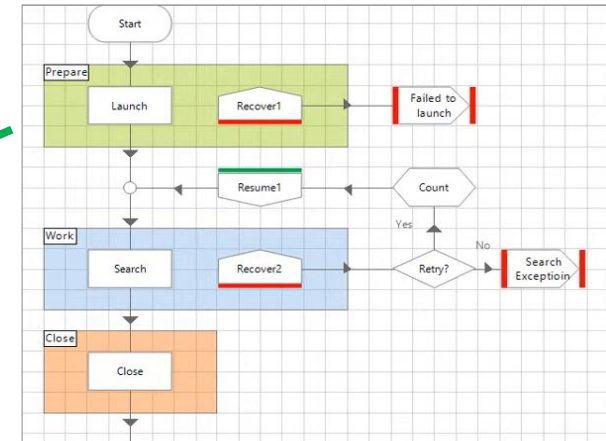 Start
Prepare
Launch
Recover1
Failed to
launch
Resume1
Count
Yes
Work
No
Search
Recover2
Retry?
Search
Exceptioin
Close
Close